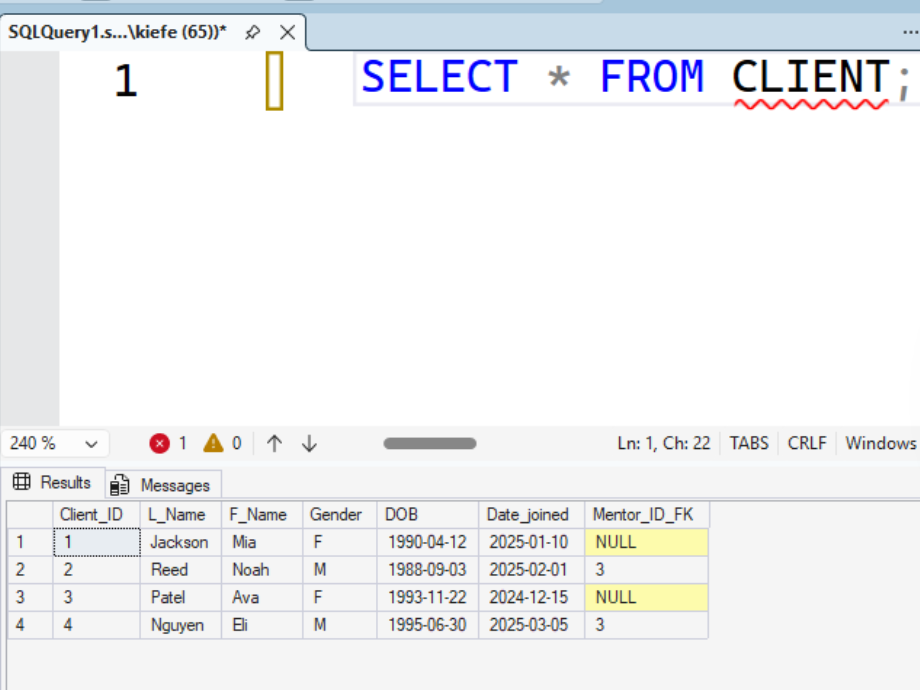 SQLQuery1.s...\kiefe (65))*
1 SELECT * FROM CLIENT;
240 % 1 0 Ln: 1, Ch: 22 TABS CRLF Windows
Results Messages
Client_ID L_Name F_Name Gender DOB Date_joined Mentor_ID_FK
1 1 Jackson Mia F 1990-04-12 2025-01-10 NULL
2 2 Reed Noah M 1988-09-03 2025-02-01 3
3 3 Patel Ava F 1993-11-22 2024-12-15 NULL
4 4 Nguyen Eli M 1995-06-30 2025-03-05 3